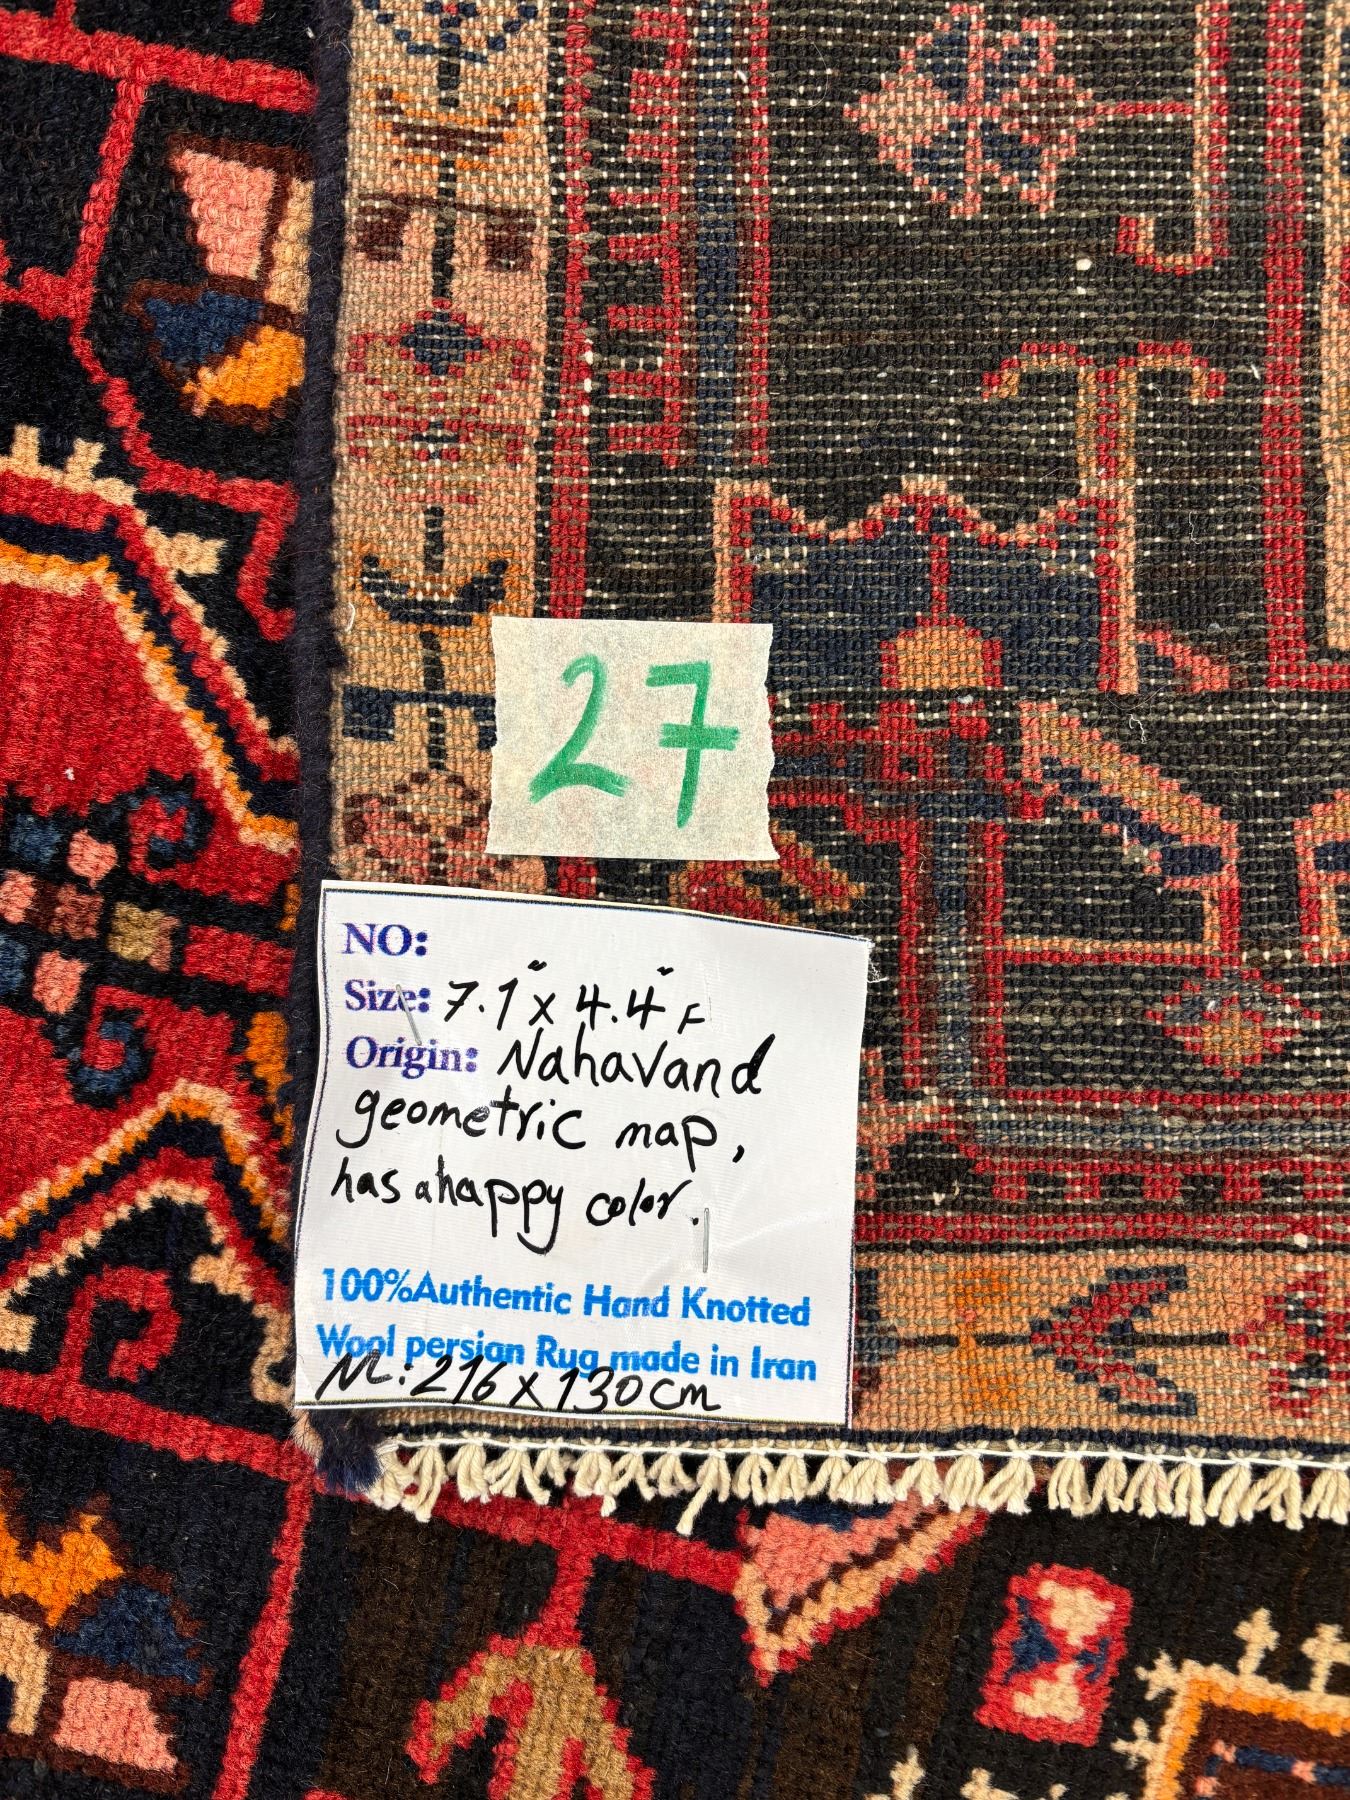 27
NO:
Size: 7.1" x 4.4" F
Origin: Nahavand
geometric map,
has a happy color.
100%Authentic Hand Knotted
Wool persian Rug made in Iran
M: 216 x 130 cm